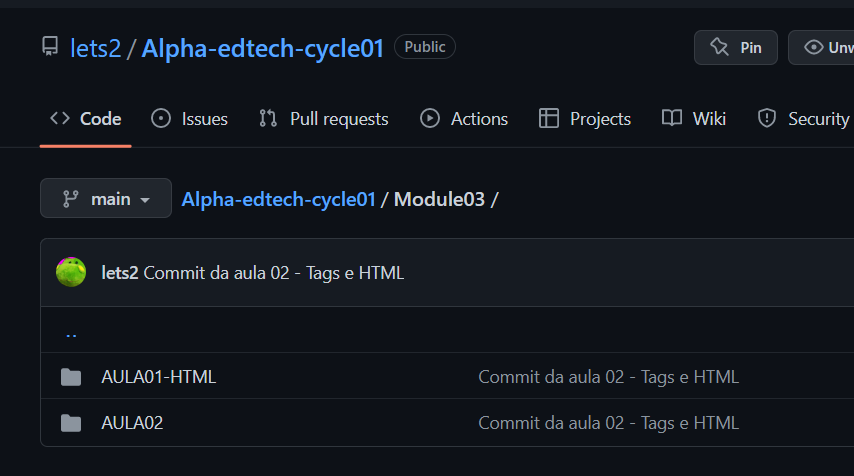 lets2 / Alpha-edtech-cycle01 Public Pin Unw
Code Issues Pull requests Actions Projects Wiki Security
main Alpha-edtech-cycle01 / Module03 /
lets2 Commit da aula 02 - Tags e HTML
..
AULA01-HTML Commit da aula 02 - Tags e HTML
AULA02 Commit da aula 02 - Tags e HTML